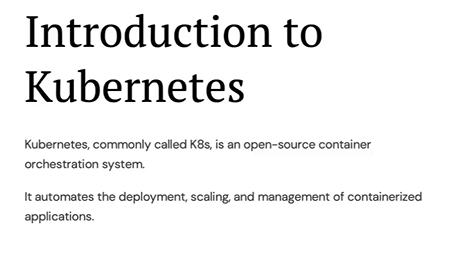 Introduction to
Kubernetes
Kubernetes, commonly called K8s, is an open-source container
orchestration system.
It automates the deployment, scaling, and management of containerized
applications.